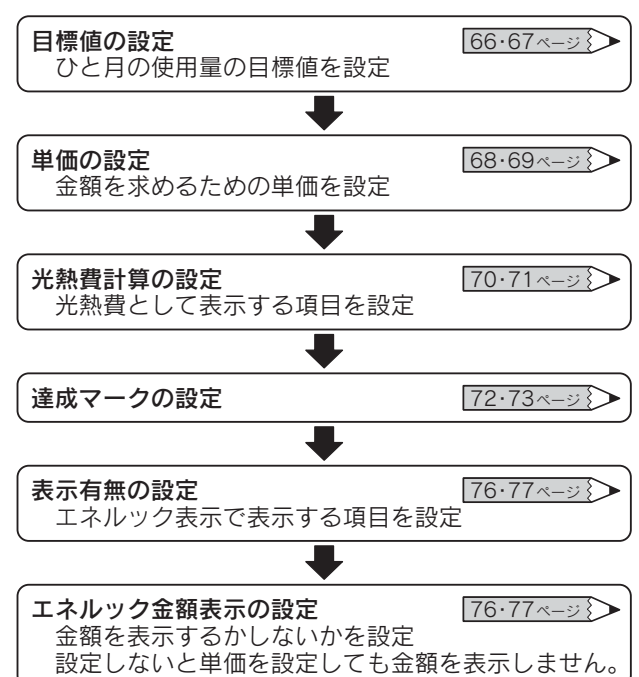 目標値の設定 66・67ページ
ひと月の使用量の目標値を設定
単価の設定 68・69ページ
金額を求めるための単価を設定
光熱費計算の設定 70・71ページ
光熱費として表示する項目を設定
達成マークの設定 72・73ページ
表示有無の設定 76・77ページ
エネルック表示で表示する項目を設定
エネルック金額表示の設定 76・77ページ
金額を表示するかしないかを設定
設定しないと単価を設定しても金額を表示しません。